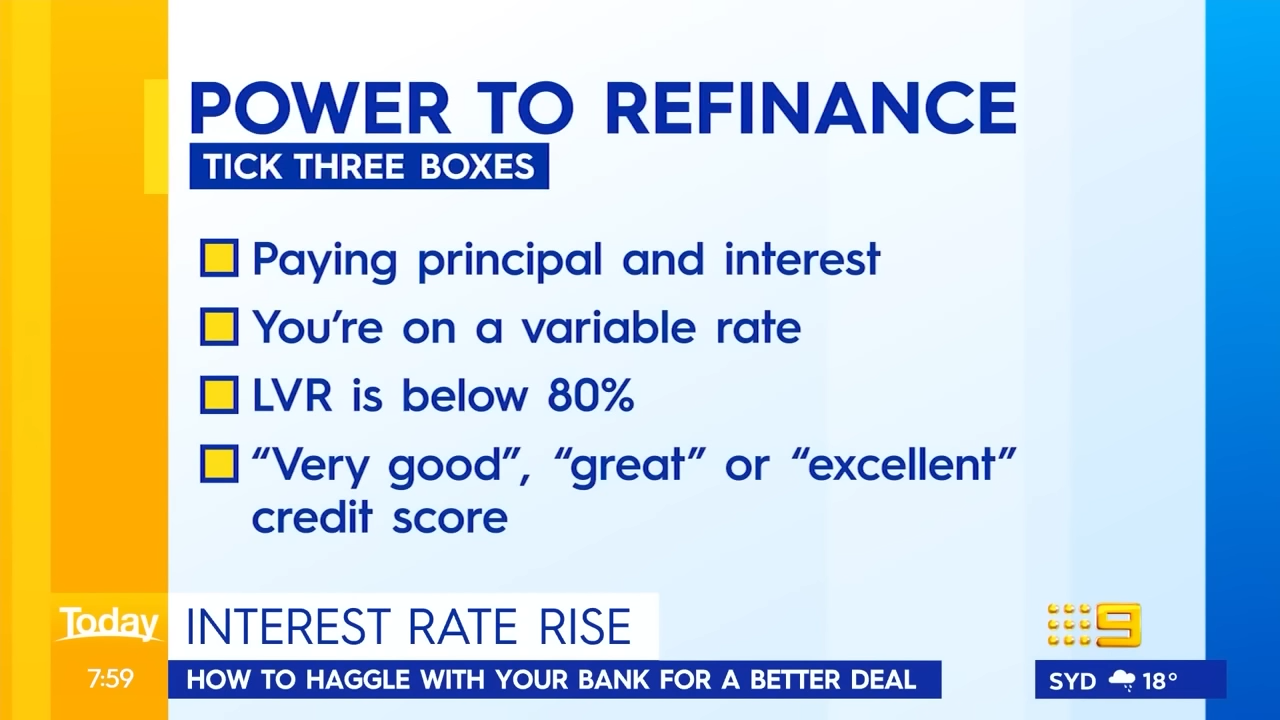 POWER TO REFINANCE
TICK THREE BOXES
Paying principal and interest
You're on a variable rate
LVR is below 80%
“Very good”, “great” or “excellent”
credit score
Today
INTEREST RATE RISE
9
7:59
HOW TO HAGGLE WITH YOUR BANK FOR A BETTER DEAL
SYD 18°